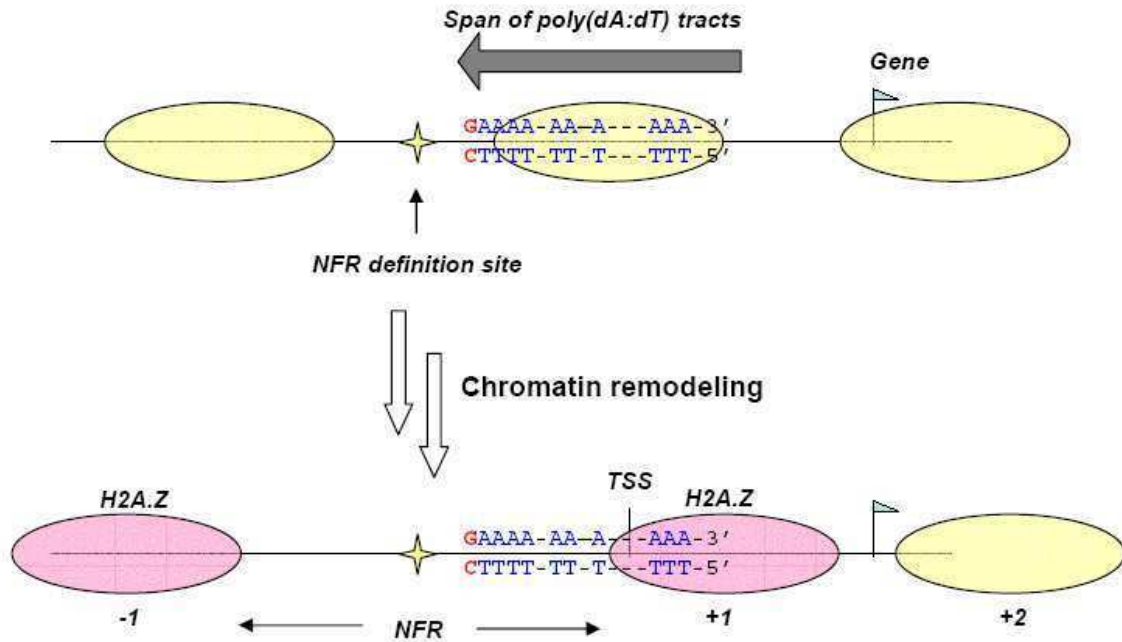 Span of poly(dA:dT) tracts
Gene
GAAAA-AA-A---AAA-3′
CTTTT-TT-T---TTT-5′
NFR definition site
Chromatin remodeling
H2A.Z
TSS
H2A.Z
GAAAA-AA-A---AAA-3′
CTTTT-TT-T---TTT-5′
-1
NFR
+1
+2